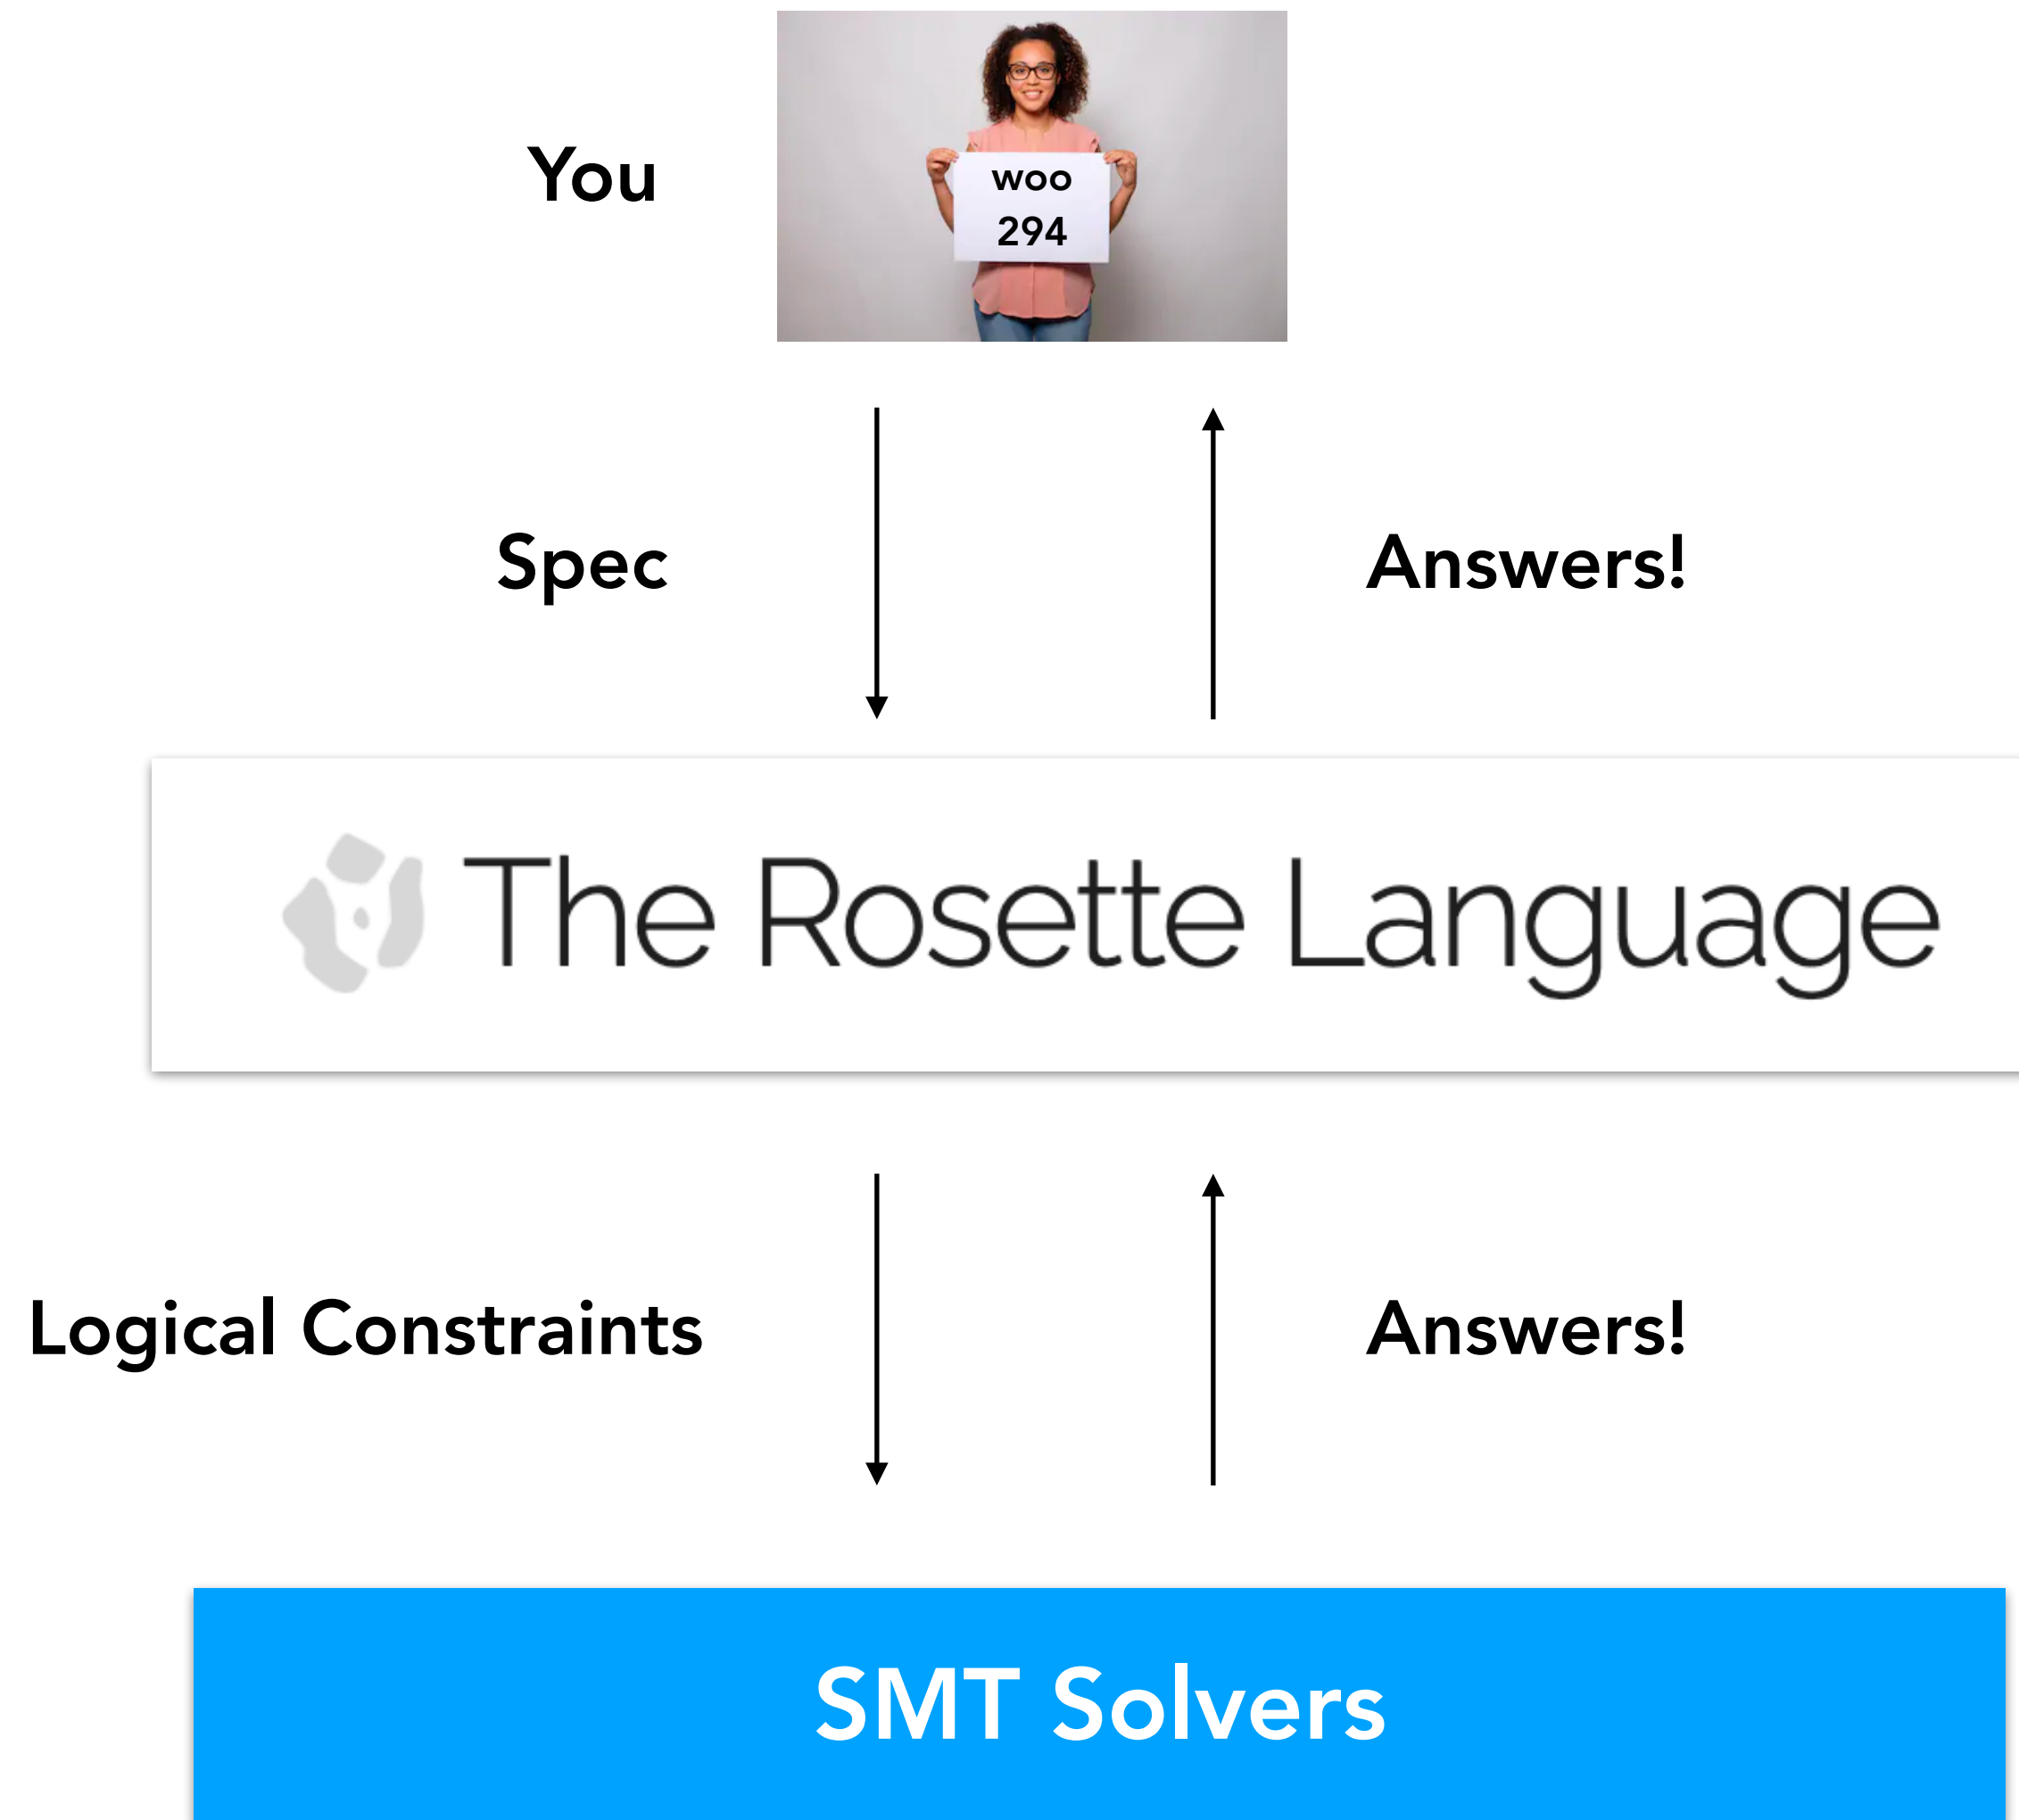 You
woo
294
Spec
Answers!
The Rosette Language
Logical Constraints
Answers!
SMT Solvers